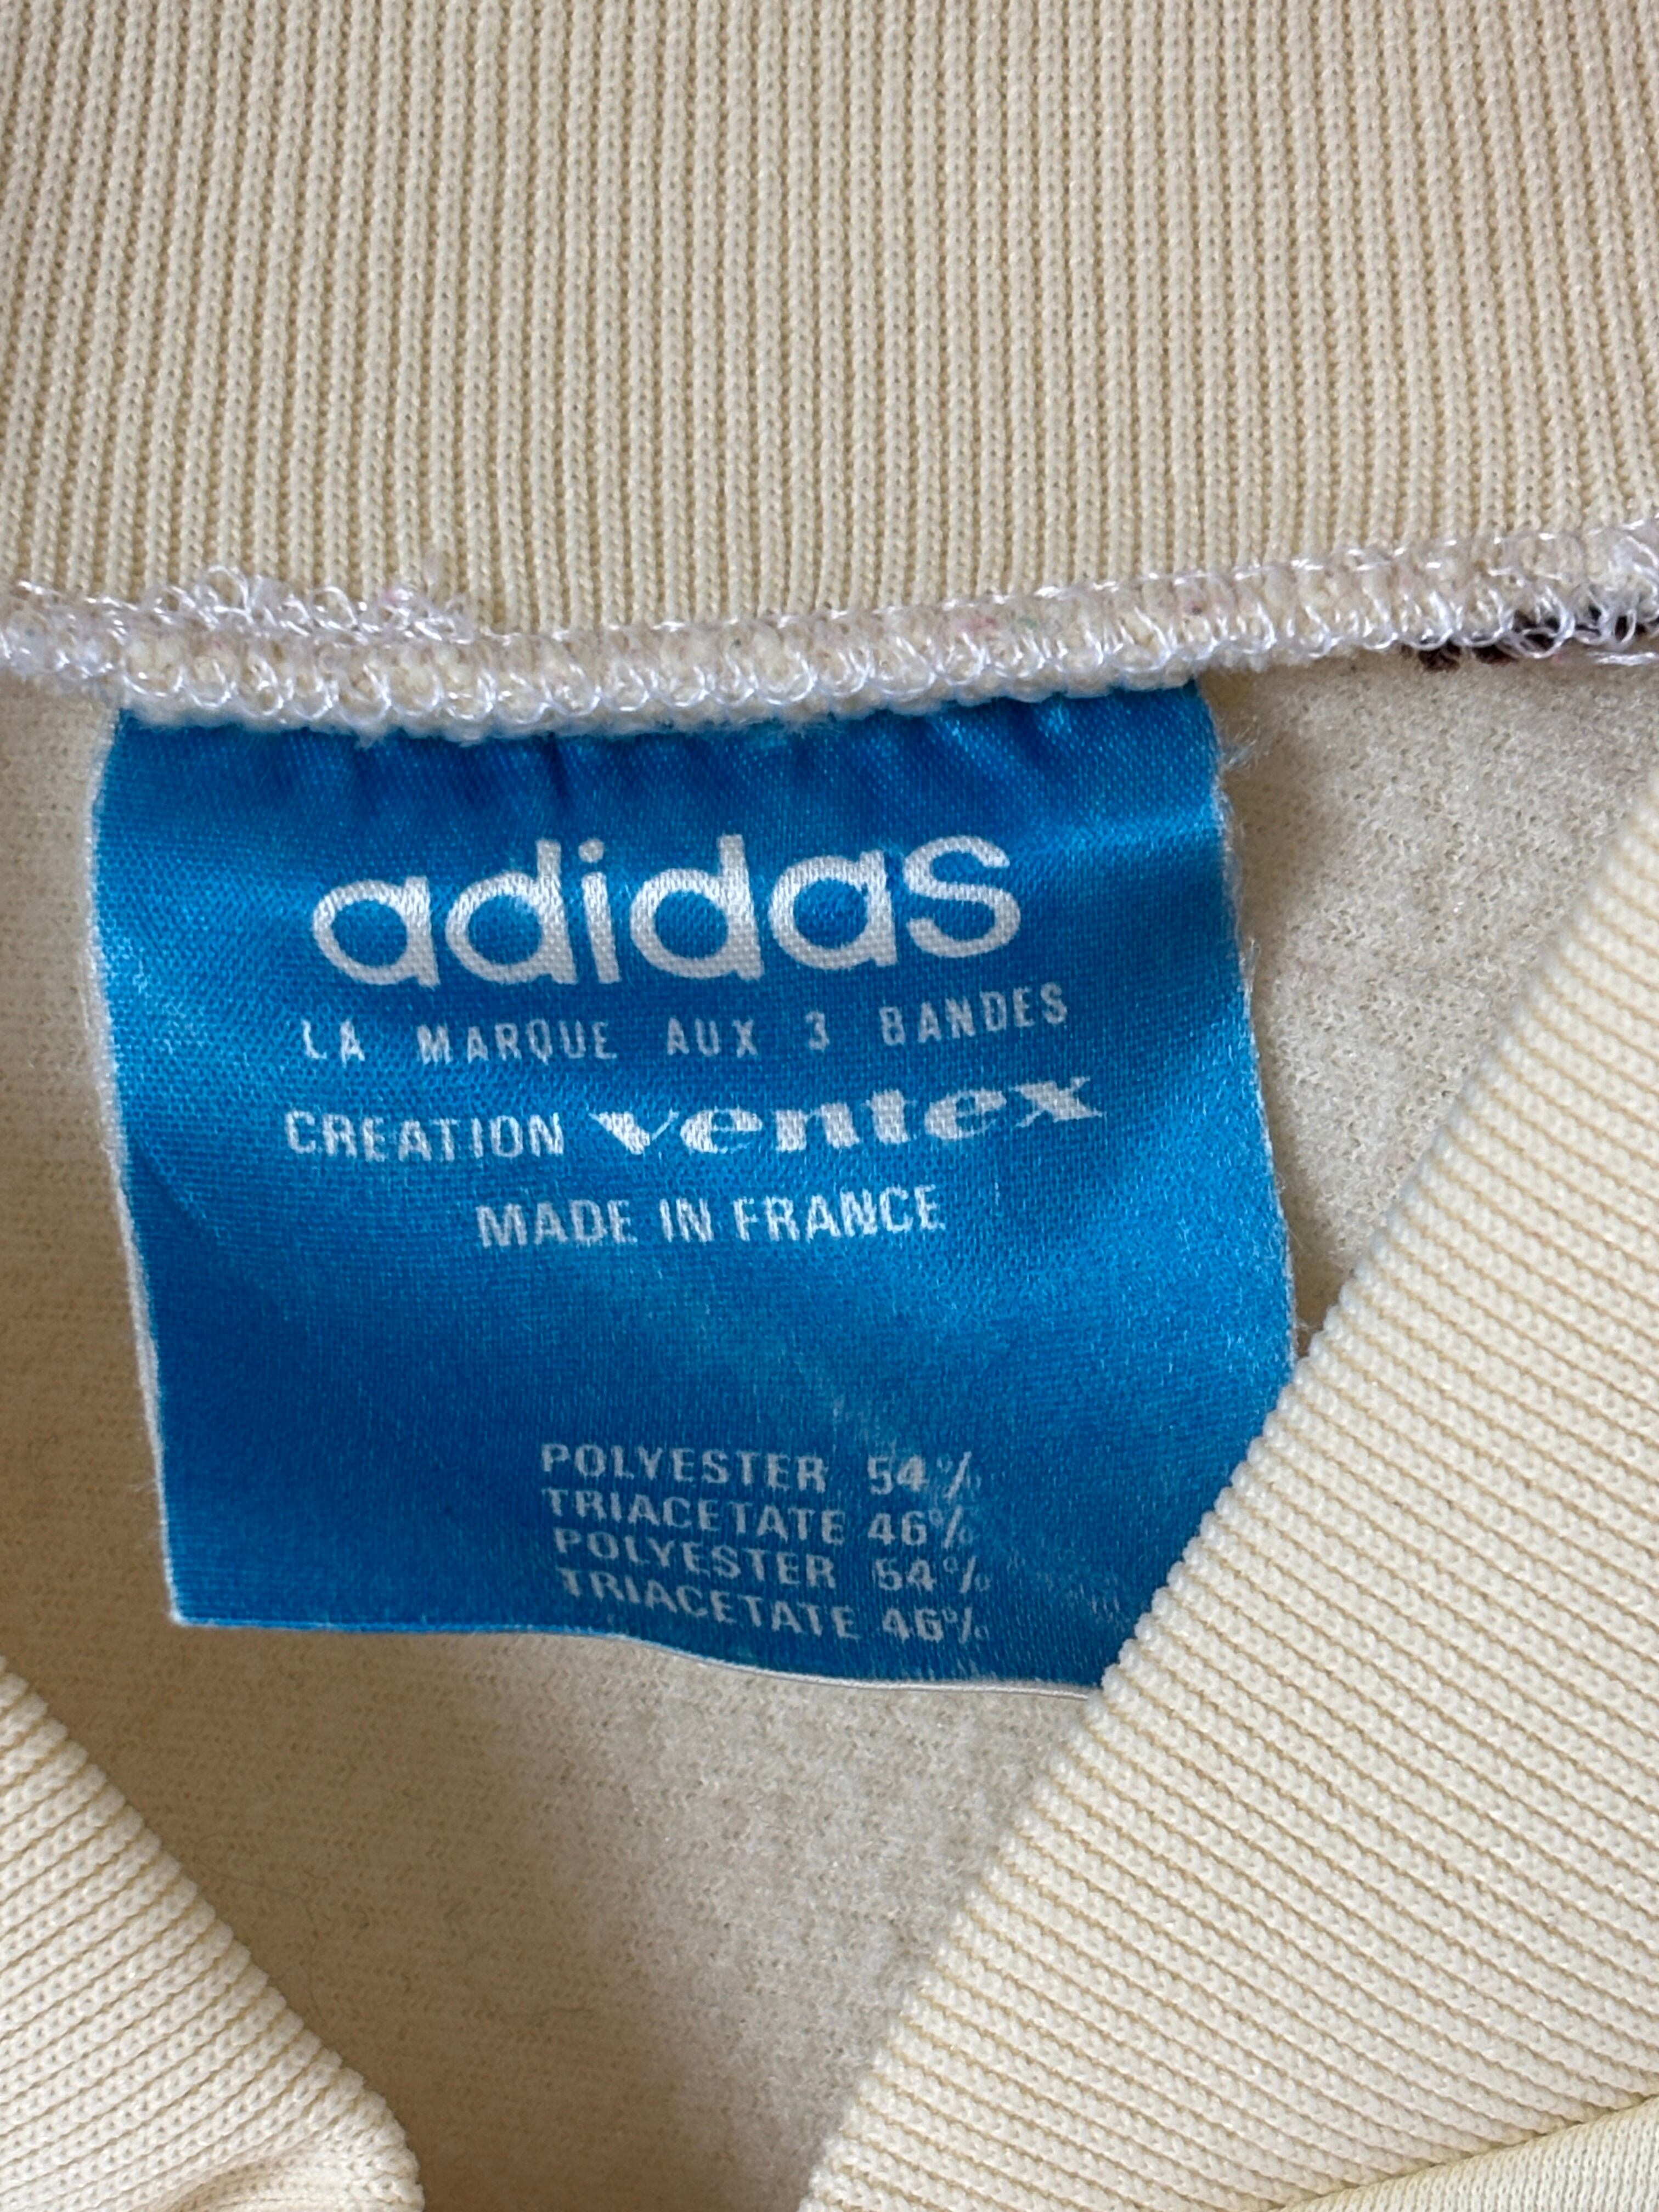 adidas
LA MARQUE AUX 3 BANDES
CREATION ventex
MADE IN FRANCE
POLYESTER 54%
TRIACETATE 46%
POLYESTER 54%
TRIACETATE 46%